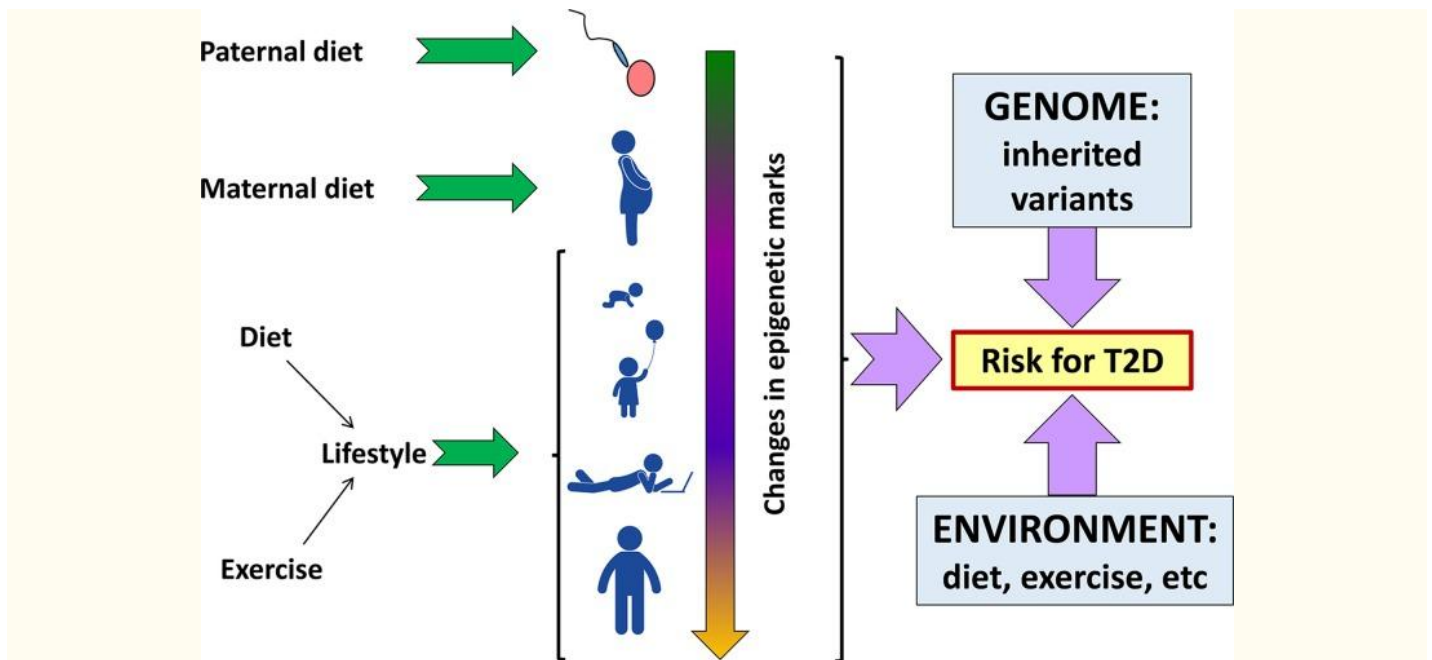 Paternal diet
Maternal diet
Diet
Lifestyle
Exercise
Changes in epigenetic marks
GENOME:
inherited
variants
Risk for T2D
ENVIRONMENT:
diet, exercise, etc